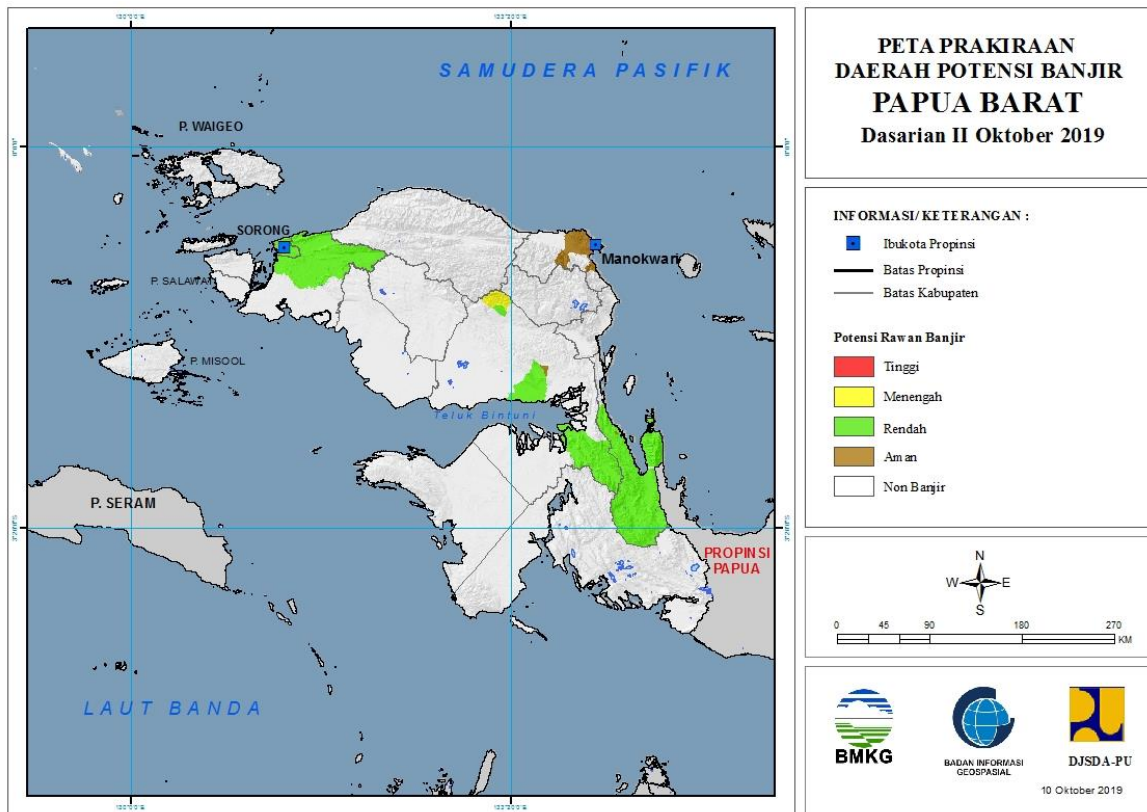 SAMUDERA PASIFIK
P. WAIGEO
SORONG
Manokwari
P. SALAWATI
P. MISOOL
Teluk Bintuni
P. SERAM
PROPINSI
PAPUA
LAUT BANDA
PETA PRAKIRAAN
DAERAH POTENSI BANJIR
PAPUA BARAT
Dasarian II Oktober 2019
INFORMASI/ KETERANGAN :
Ibukota Propinsi
Batas Propinsi
Batas Kabupaten
Potensi Rawan Banjir
Tinggi
Menengah
Rendah
Aman
Non Banjir
N
W E
S
0 45 90 180 270
KM
BMKG
BADAN INFORMASI
GEOSPASIAL
DJSDA-PU
10 Oktober 2019